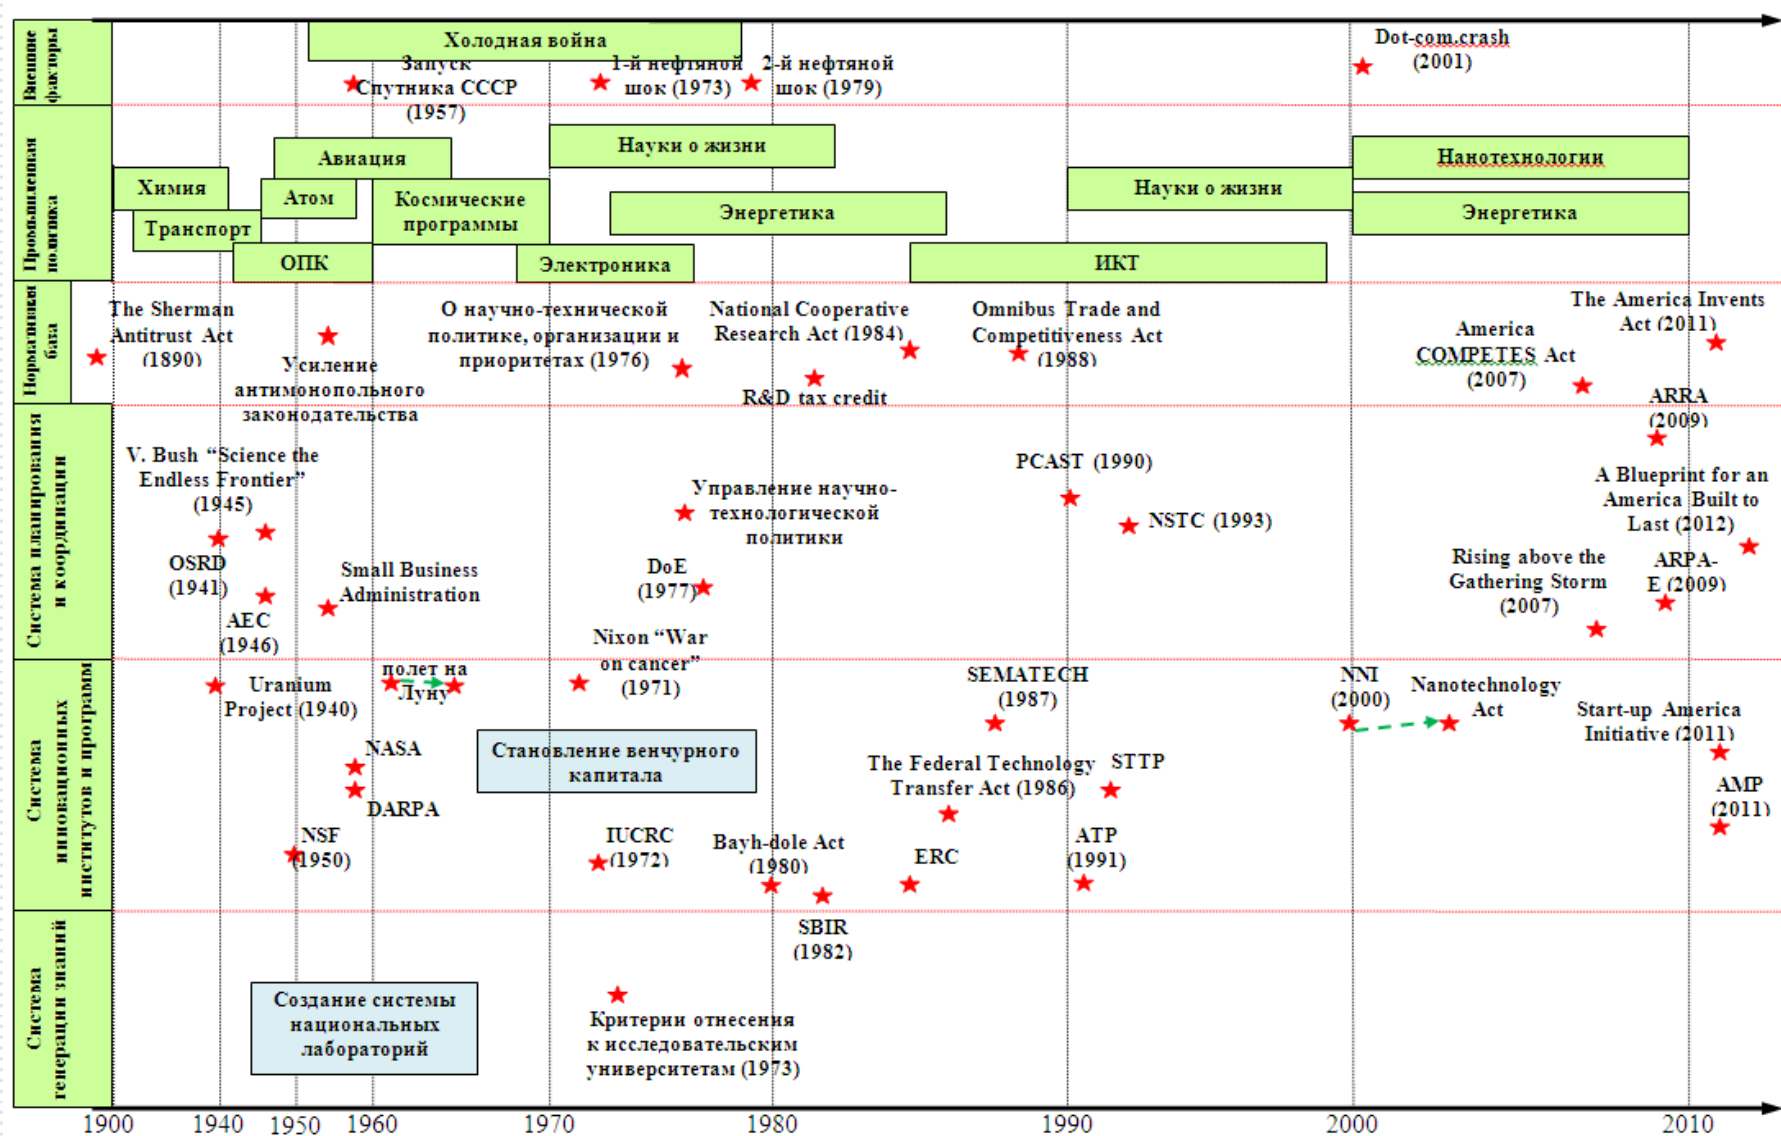 Внешние
факторы
Холодная война
Запуск
Спутника СССР
(1957)
1-й нефтяной
шок (1973)
2-й нефтяной
шок (1979)
Dot-com.crash
(2001)
Промышленная
политика
Химия
Транспорт
Авиация
Атом
ОПК
Космические
программы
Науки о жизни
Энергетика
Электроника
Науки о жизни
ИКТ
Нанотехнологии
Энергетика
Нормативная
база
The Sherman
Antitrust Act
(1890)
Усиление
антимонопольного
законодательства
О научно-технической
политике, организации и
приоритетах (1976)
National Cooperative
Research Act (1984)
R&D tax credit
Omnibus Trade and
Competitiveness Act
(1988)
America
COMPETES Act
(2007)
The America Invents
Act (2011)
ARRA
(2009)
Система планирования
и координации
V. Bush “Science the
Endless Frontier”
(1945)
OSRD
(1941)
AEC
(1946)
Small Business
Administration
Управление научно-
технологической
политики
DoE
(1977)
PCAST (1990)
NSTC (1993)
A Blueprint for an
America Built to
Last (2012)
Rising above the
Gathering Storm
(2007)
ARPA-
E (2009)
Система
инновационных
институтов и программ
Uranium
Project (1940)
полет на
Луну
Nixon “War
on cancer”
(1971)
NASA
DARPA
NSF
(1950)
Становление венчурного
капитала
IUCRC
(1972)
Bayh-dole Act
(1980)
SBIR
(1982)
SEMATECH
(1987)
The Federal Technology
Transfer Act (1986)
STTP
ERC
ATP
(1991)
NNI
(2000)
Nanotechnology
Act
Start-up America
Initiative (2011)
AMP
(2011)
Система
генерации знаний
Создание системы
национальных
лабораторий
Критерии отнесения
к исследовательским
университетам (1973)
1900 1940 1950 1960 1970 1980 1990 2000 2010